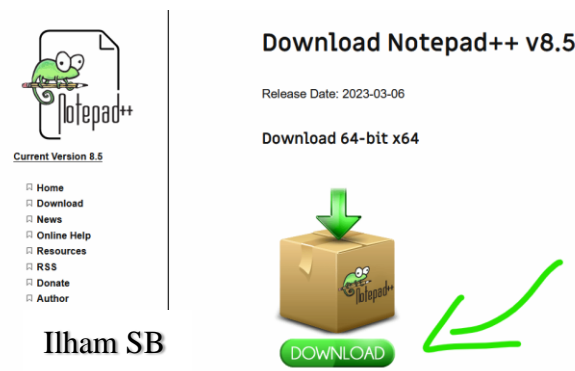 Notepad++
Current Version 8.5
Home
Download
News
Online Help
Resources
RSS
Donate
Author
Ilham SB
Download Notepad++ v8.5
Release Date: 2023-03-06
Download 64-bit x64
Notepad++
DOWNLOAD